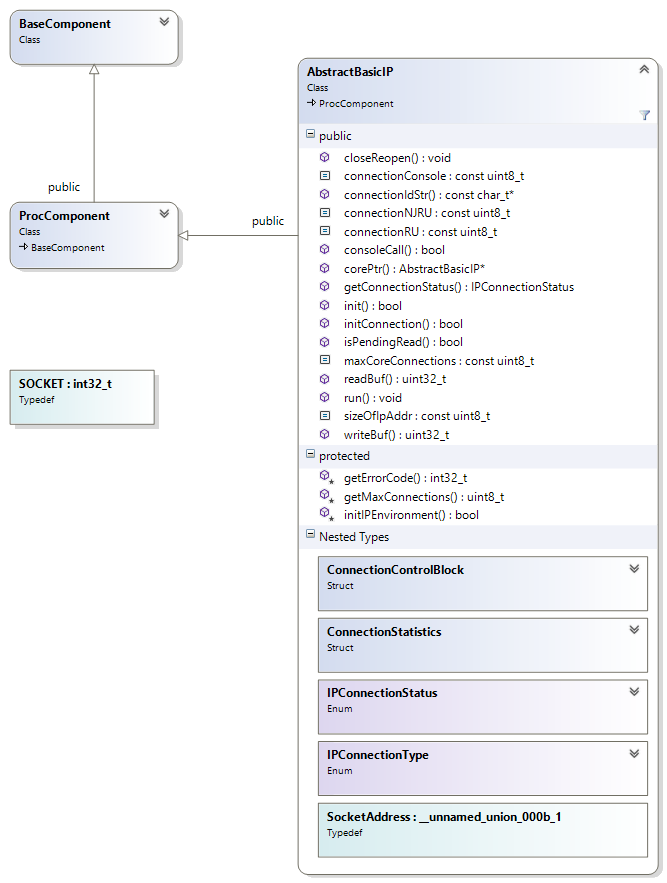 BaseComponent
Class
public
ProcComponent
Class
BaseComponent
public
SOCKET : int32_t
Typedef
AbstractBasicIP
Class
ProcComponent
public
closeReopen() : void
connectionConsole : const uint8_t
connectionIdStr() : const char_t*
connectionNJRU : const uint8_t
connectionRU : const uint8_t
consoleCall() : bool
corePtr() : AbstractBasicIP*
getConnectionStatus() : IPConnectionStatus
init() : bool
initConnection() : bool
isPendingRead() : bool
maxCoreConnections : const uint8_t
readBuf() : uint32_t
run() : void
sizeOfIpAddr : const uint8_t
writeBuf() : uint32_t
protected
getErrorCode() : int32_t
getMaxConnections() : uint8_t
initIPEnvironment() : bool
Nested Types
ConnectionControlBlock
Struct
ConnectionStatistics
Struct
IPConnectionStatus
Enum
IPConnectionType
Enum
SocketAddress : __unnamed_union_000b_1
Typedef